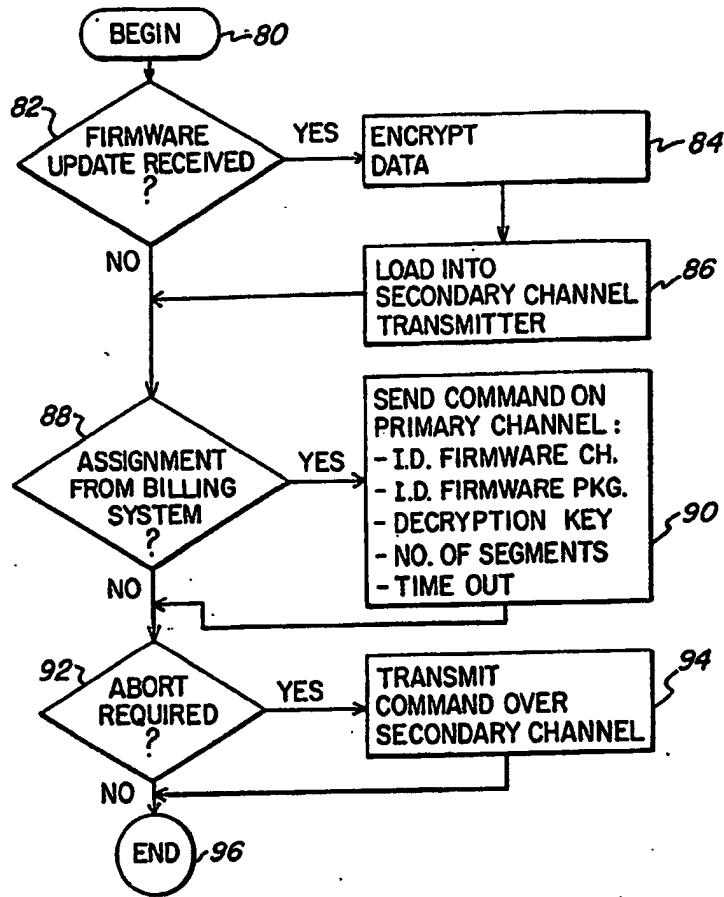 BEGIN
80
82
FIRMWARE
UPDATE RECEIVED
?
YES
ENCRYPT
DATA
84
NO
LOAD INTO
SECONDARY CHANNEL
TRANSMITTER
86
88
ASSIGNMENT
FROM BILLING
SYSTEM
?
YES
SEND COMMAND ON
PRIMARY CHANNEL :
- I.D. FIRMWARE CH.
- I.D. FIRMWARE PKG.
- DECRYPTION KEY
- NO. OF SEGMENTS
- TIME OUT
90
NO
92
ABORT
REQUIRED
?
YES
TRANSMIT
COMMAND OVER
SECONDARY CHANNEL
94
NO
END
96